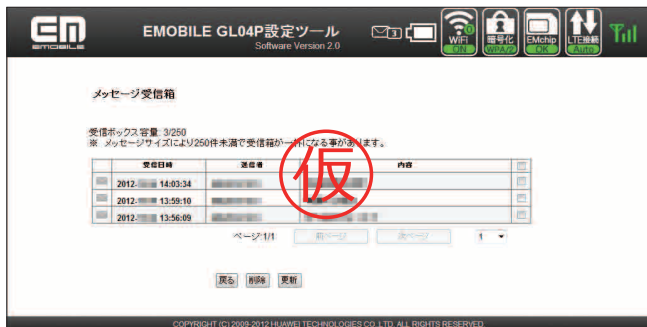 EM
EMOBILE
EMOBILE GL04P設定ツール
Software Version 2.0
3
WiFi
ON
暗号化
WPA/2
EMchip
OK
LTE接続
Auto
メッセージ受信箱
受信ボックス容量: 3/250
※ メッセージサイズにより250件未満で受信箱が一杯になる事があります。
受信日時 送信者 内容
2012- 14:03:34
2012- 13:59:10
2012- 13:56:09
仮
ページ:1/1 前ページ 次ページ 1
戻る 削除 更新
COPYRIGHT (C) 2009-2012 HUAWEI TECHNOLOGIES CO.,LTD. ALL RIGHTS RESERVED